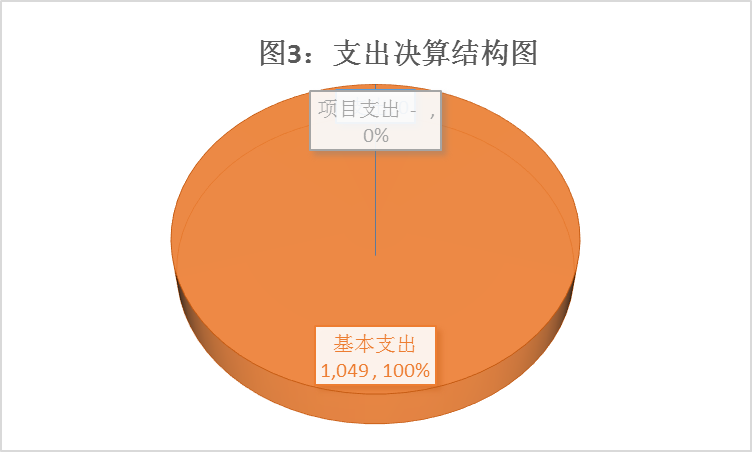 图3：支出决算结构图
项目支出 - ,
0%
基本支出
1,049 , 100%